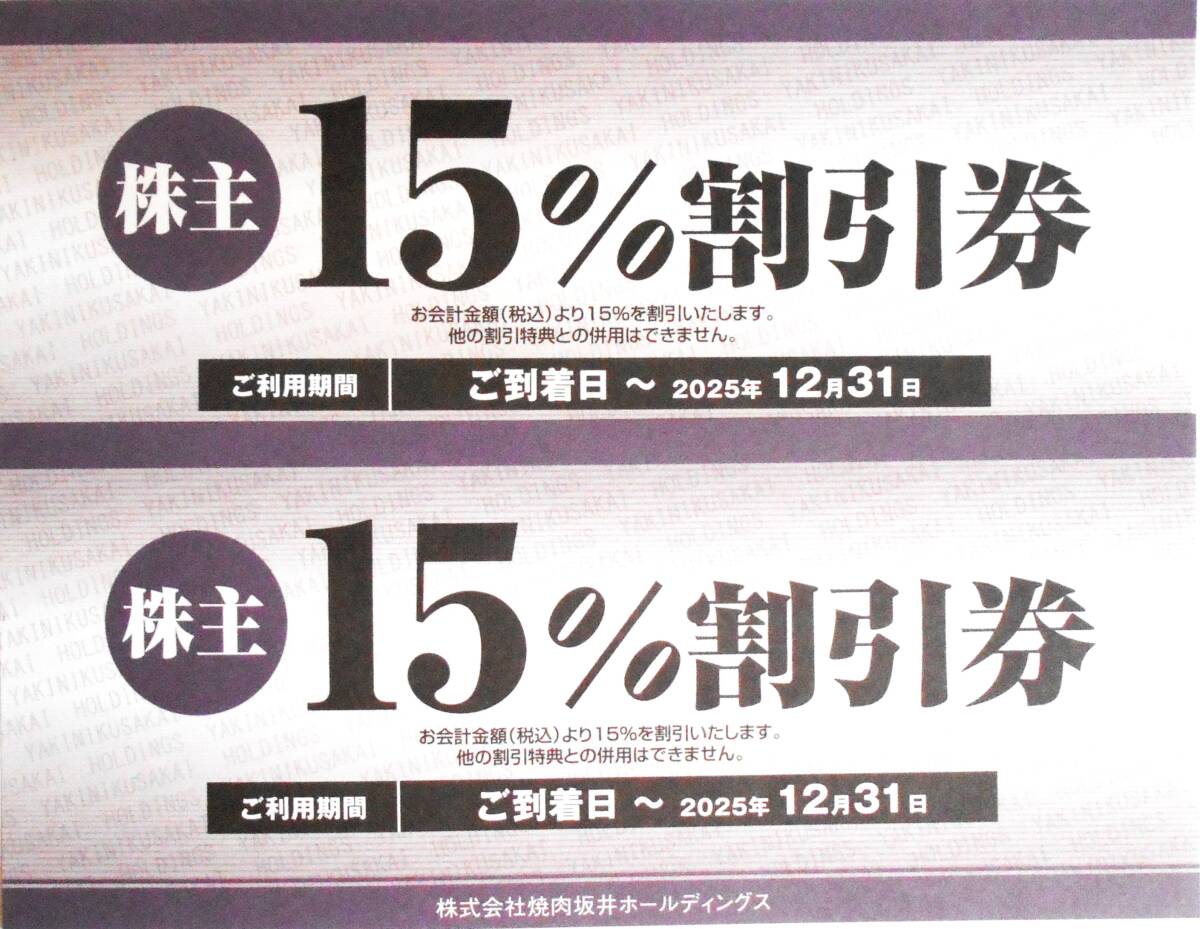 株主
15%割引券
お会計金額(税込)より15%を割引いたします。
他の割引特典との併用はできません。
ご利用期間 ご到着日 〜 2025年 12月31日
株主
15%割引券
お会計金額(税込)より15%を割引いたします。
他の割引特典との併用はできません。
ご利用期間 ご到着日 〜 2025年 12月31日
株式会社焼肉坂井ホールディングス
YAKINIKUSAKAI HOLDINGS